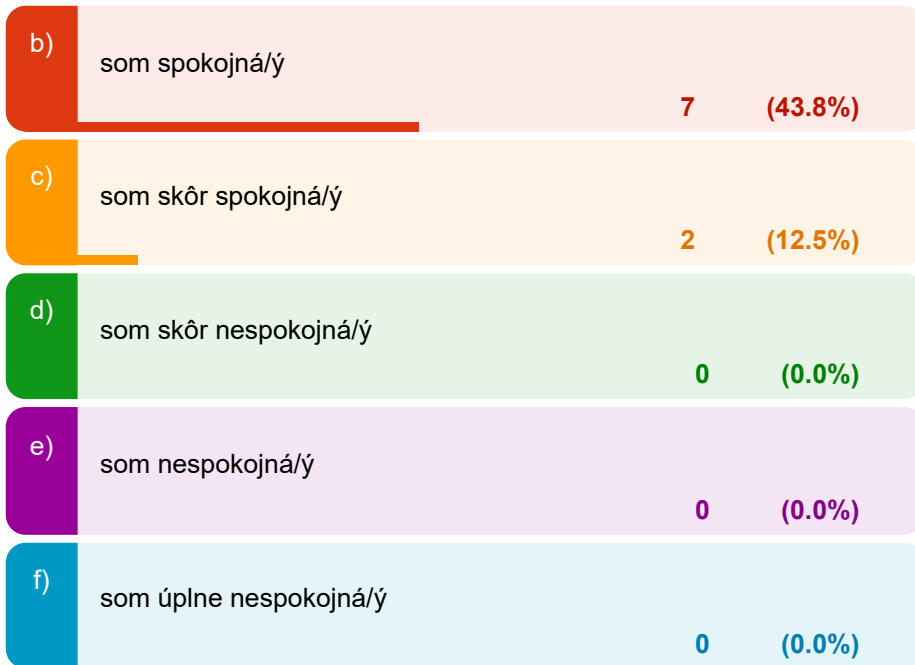 b)
som spokojná/ý
7 (43.8%)
c)
som skôr spokojná/ý
2 (12.5%)
d)
som skôr nespokojná/ý
0 (0.0%)
e)
som nespokojná/ý
0 (0.0%)
f)
som úplne nespokojná/ý
0 (0.0%)